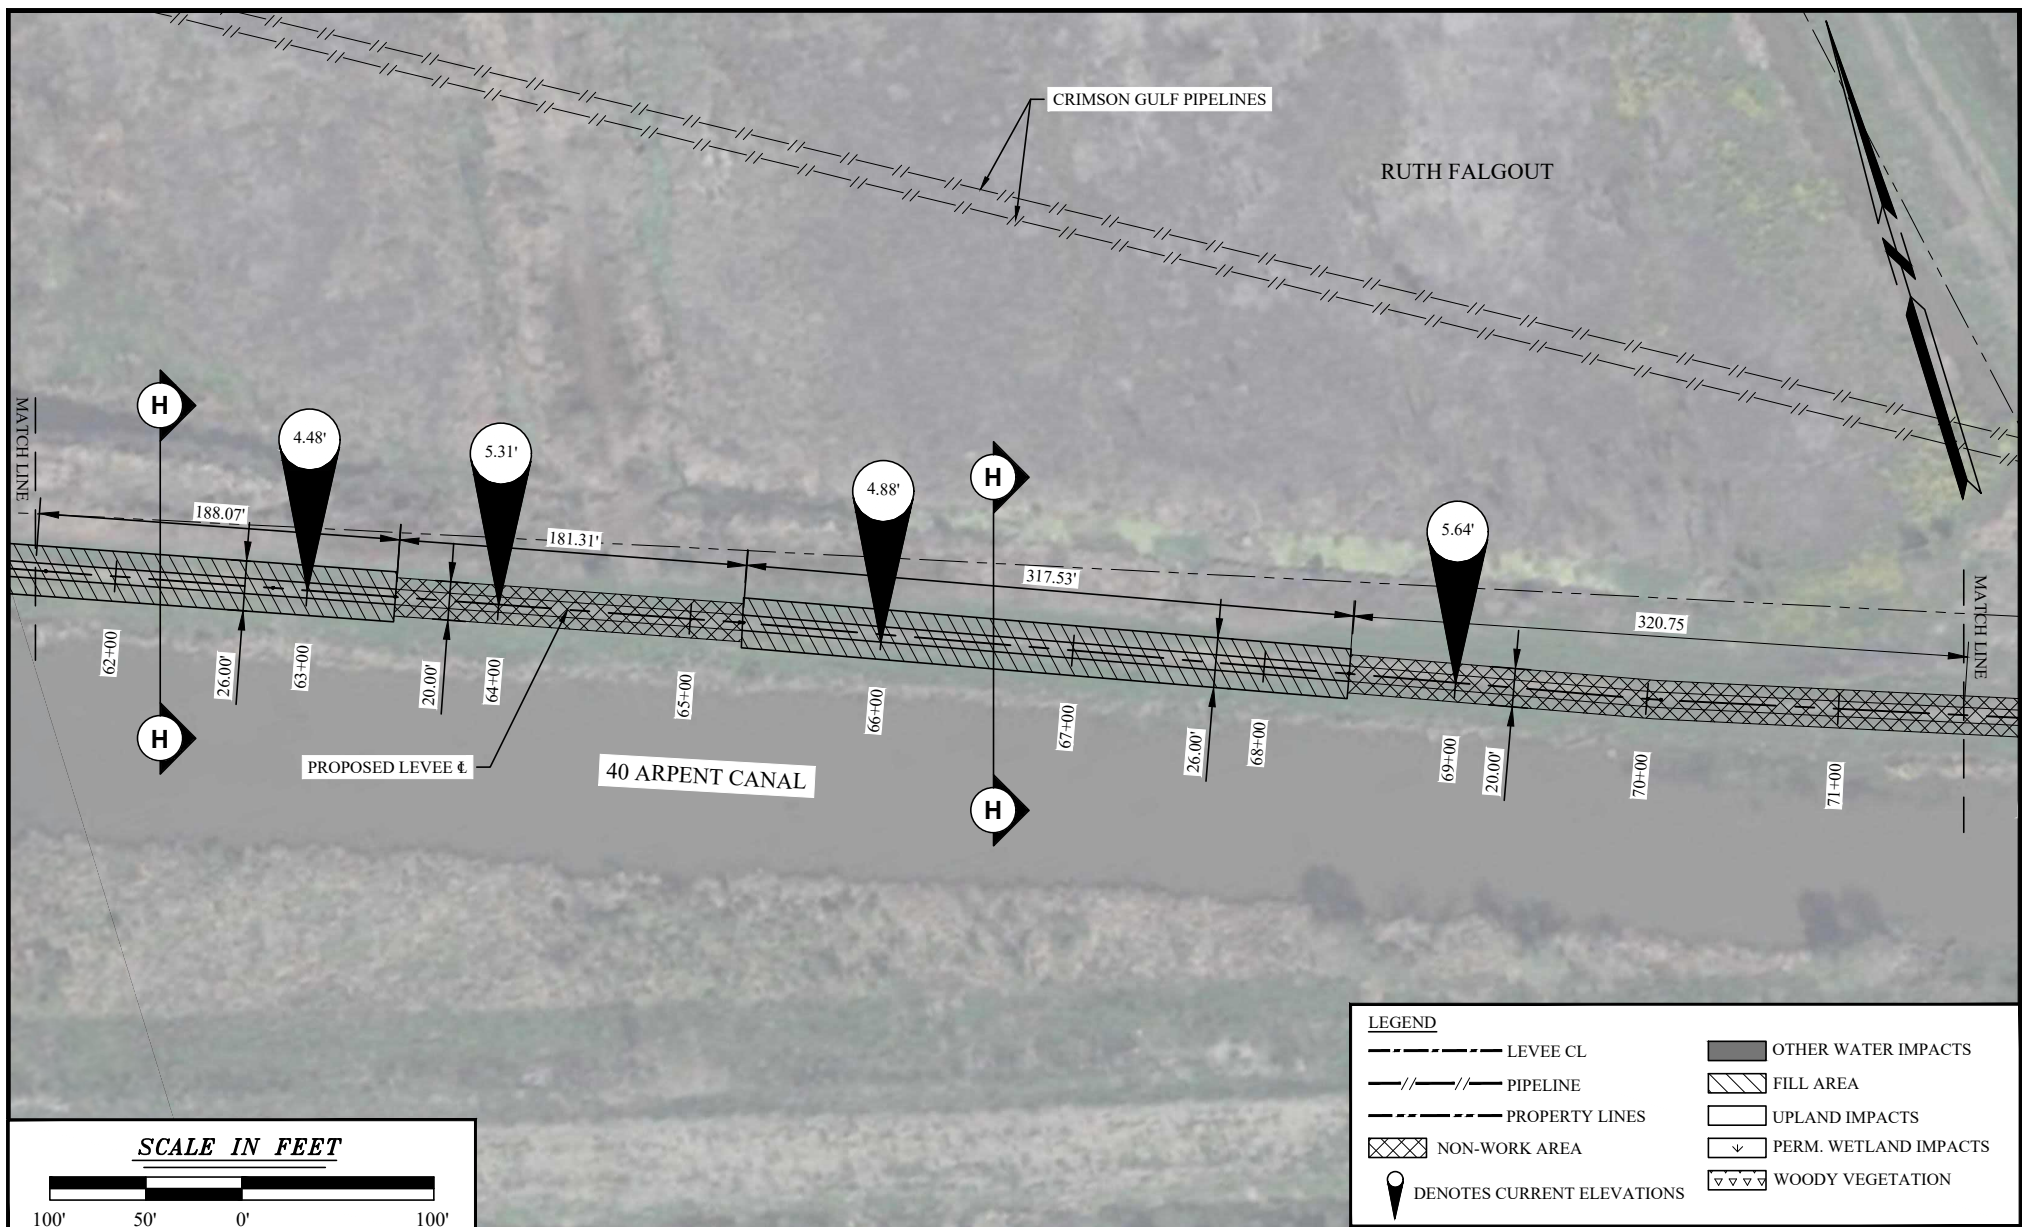 CRIMSON GULF PIPELINES
RUTH FALGOUT
MATCH LINE
H
H
4.48'
5.31'
4.88'
5.64'
188.07'
181.31'
317.53'
320.75
MATCH LINE
62+00
26.00'
63+00
20.00'
64+00
65+00
66+00
67+00
26.00'
68+00
69+00
20.00'
70+00
71+00
H
H
PROPOSED LEVEE ℄
40 ARPENT CANAL
LEGEND
LEVEE CL
PIPELINE
PROPERTY LINES
NON-WORK AREA
DENOTES CURRENT ELEVATIONS
OTHER WATER IMPACTS
FILL AREA
UPLAND IMPACTS
PERM. WETLAND IMPACTS
WOODY VEGETATION
SCALE IN FEET
100' 50' 0' 100'